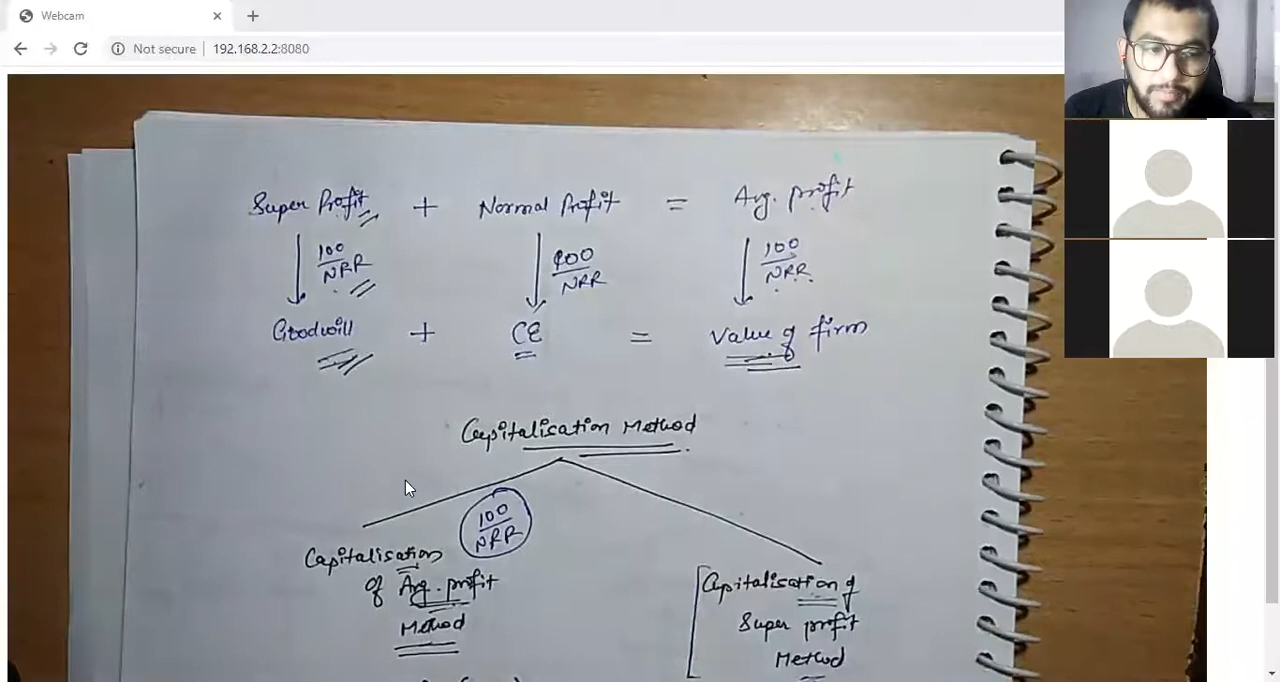 Webcam
Not secure 192.168.2.2:8080
Super Profit + Normal Profit = Avg. profit
100 100 100
NRR NRR NRR
Goodwill + CE = Value of firm
Capitalisation Method
100
NRR
Capitalisation
of Avg. profit
Method
Capitalisation of
Super profit
Method